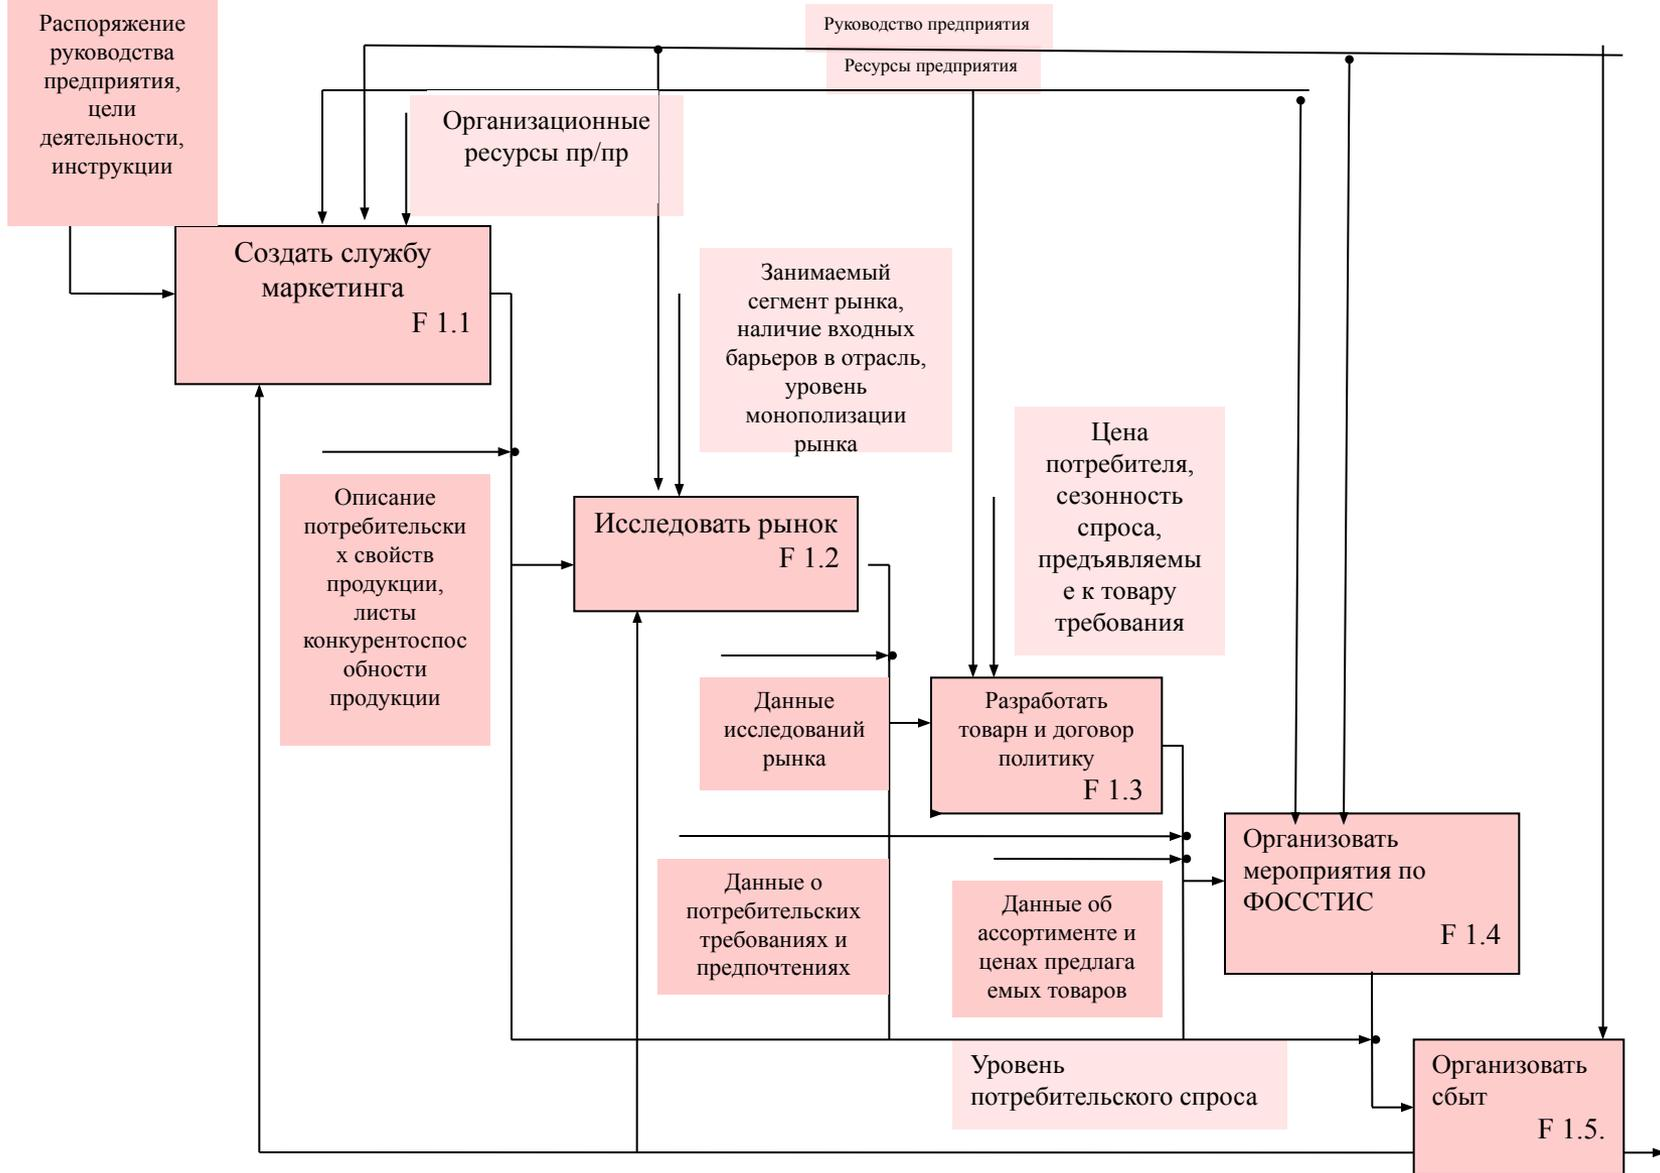 Распоряжение
руководства
предприятия,
цели
деятельности,
инструкции
Руководство предприятия
Ресурсы предприятия
Организационные
ресурсы пр/пр
Создать службу
маркетинга
F 1.1
Занимаемый
сегмент рынка,
наличие входных
барьеров в отрасль,
уровень
монополизации
рынка
Цена
потребителя,
сезонность
спроса,
предъявляемы
е к товару
требования
Описание
потребительски
х свойств
продукции,
листы
конкурентоспос
обности
продукции
Исследовать рынок
F 1.2
Данные
исследований
рынка
Разработать
товарн и договор
политику
F 1.3
Данные о
потребительских
требованиях и
предпочтениях
Данные об
ассортименте и
ценах предлага
емых товаров
Организовать
мероприятия по
ФОССТИС
F 1.4
Уровень
потребительского спроса
Организовать
сбыт
F 1.5.